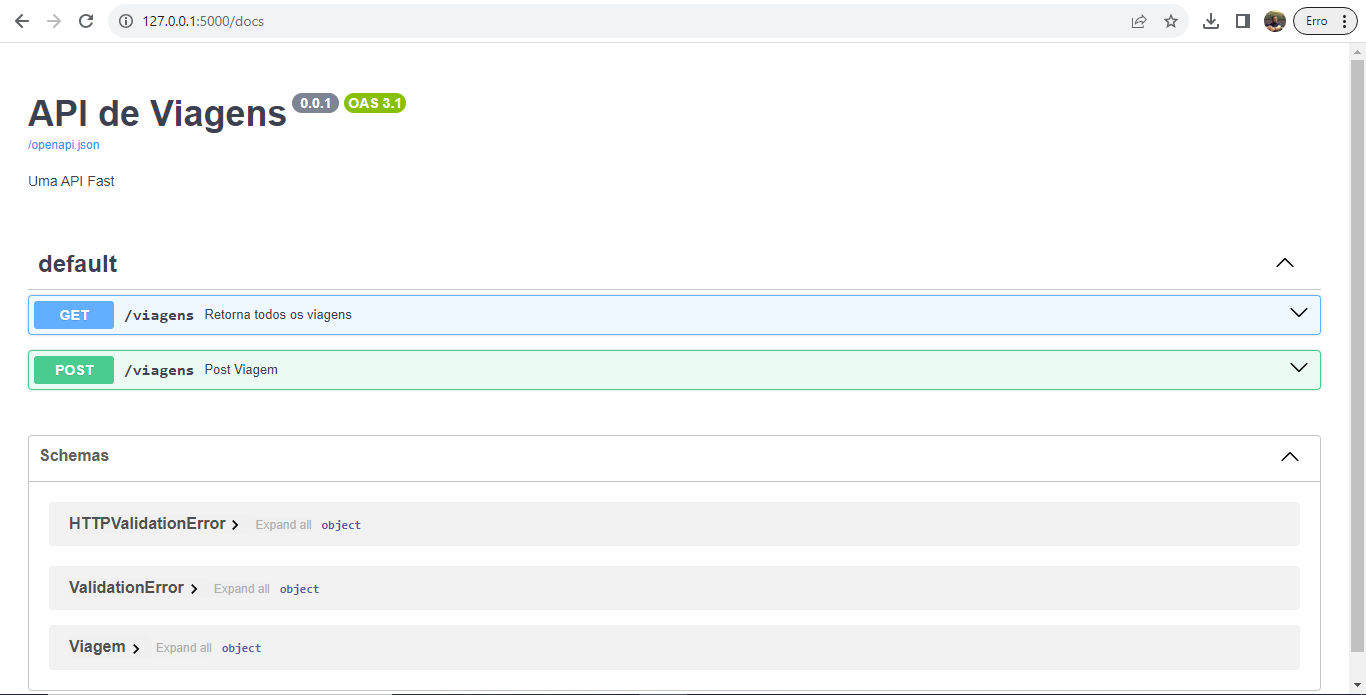 127.0.0.1:5000/docs
Erro
API de Viagens 0.0.1 OAS 3.1
/openapi.json
Uma API Fast
default
GET /viagens Retorna todos os viagens
POST /viagens Post Viagem
Schemas
HTTPValidationError Expand all object
ValidationError Expand all object
Viagem Expand all object